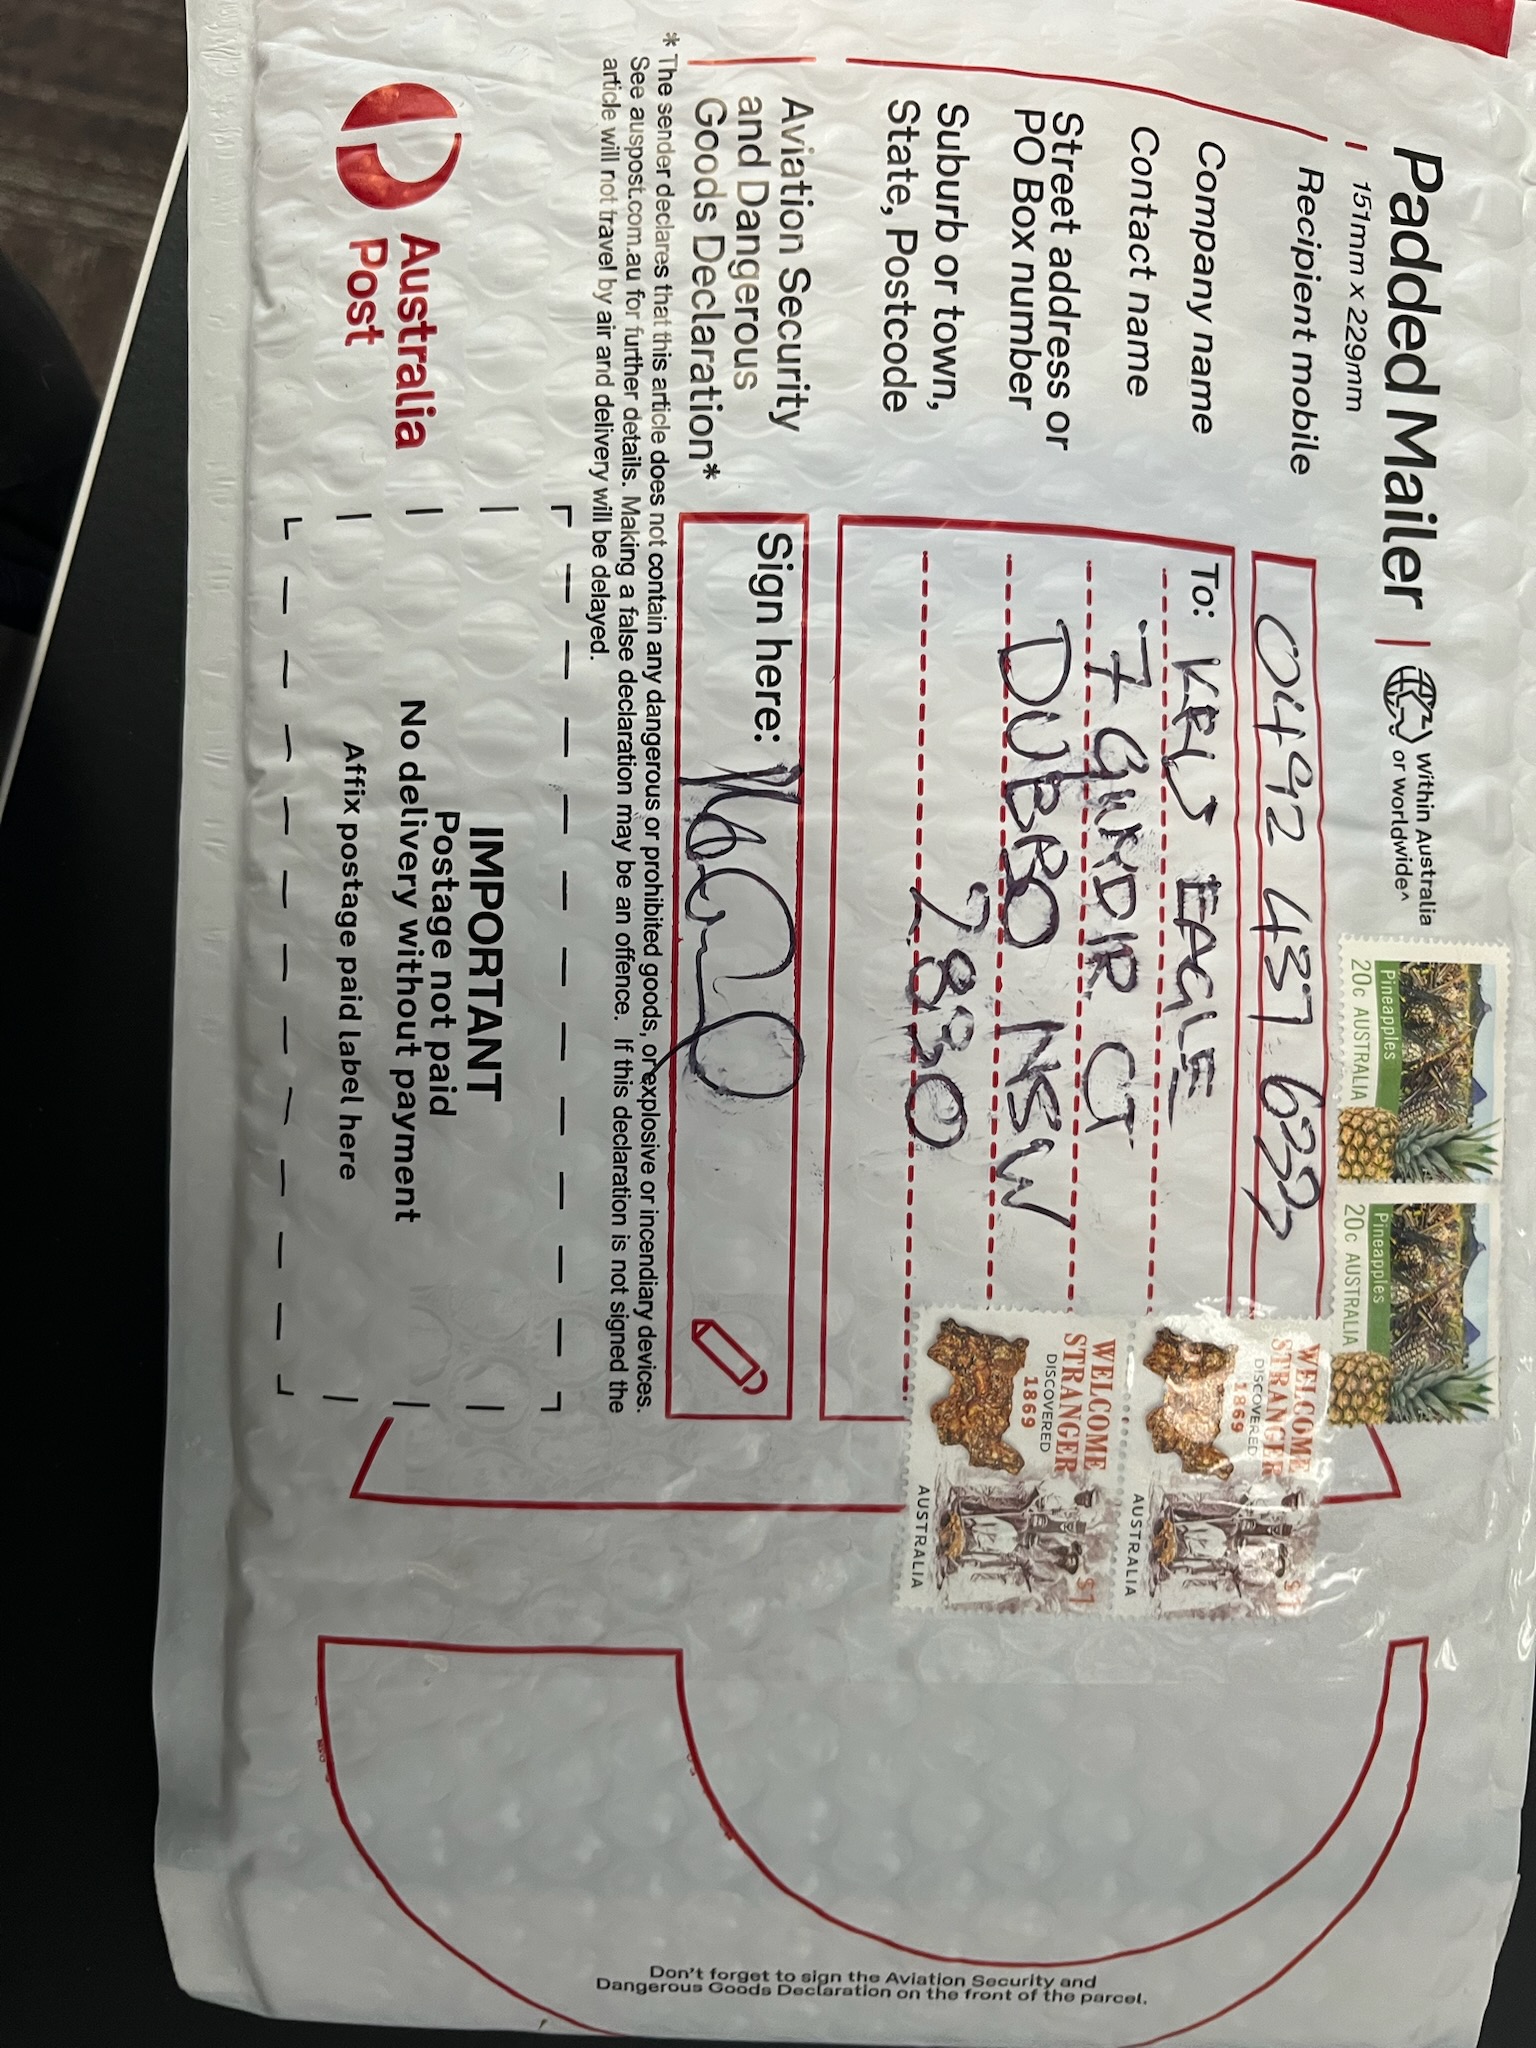 Padded Mailer
within Australia
or worldwide^
151mm x 229mm
Recipient mobile
0492 437
Company name
Contact name
Street address or
PO Box number
Suburb or town,
State, Postcode
To: EAGLE
7 CT
DUBBO NSW
2830
Pineapples
20c AUSTRALIA
Pineapples
20c AUSTRALIA
WELCOME
STRANGER
DISCOVERED
1869
$1
AUSTRALIA
WELCOME
STRANGER
DISCOVERED
1869
$1
AUSTRALIA
Aviation Security
and Dangerous
Goods Declaration*
Sign here:
* The sender declares that this article does not contain any dangerous or prohibited goods, or explosive or incendiary devices.
See auspost.com.au for further details. Making a false declaration may be an offence. If this declaration is not signed the
article will not travel by air and delivery will be delayed.
Australia
Post
IMPORTANT
Postage not paid
No delivery without payment
Affix postage paid label here
Don't forget to sign the Aviation Security and
Dangerous Goods Declaration on the front of the parcel.